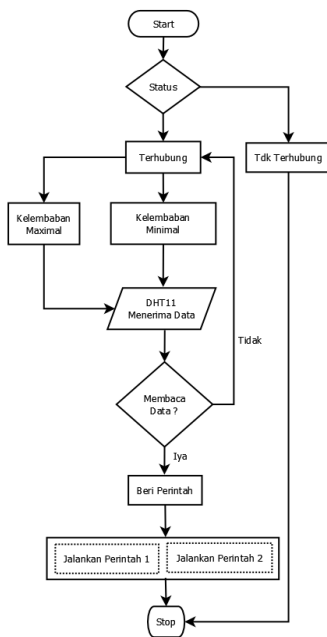 Start
Status
Terhubung
Tdk Terhubung
Kelembaban
Maximal
Kelembaban
Minimal
DHT11
Menerima Data
Tidak
Membaca
Data ?
Iya
Beri Perintah
Jalankan Perintah 1
Jalankan Perintah 2
Stop